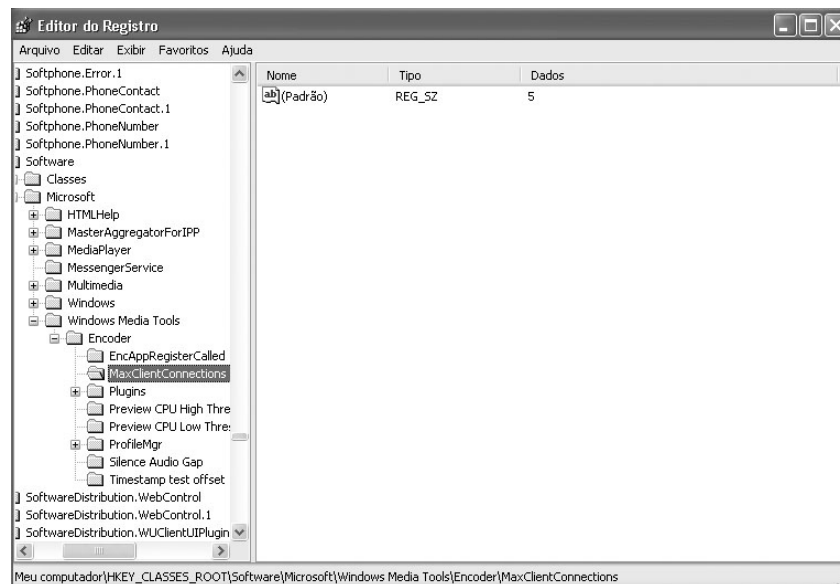 Editor do Registro
Arquivo Editar Exibir Favoritos Ajuda
Softphone.Error.1
Softphone.PhoneContact
Softphone.PhoneContact.1
Softphone.PhoneNumber
Softphone.PhoneNumber.1
Software
Classes
Microsoft
HTMLHelp
MasterAggregatorForIPP
MediaPlayer
MessengerService
Multimedia
Windows
Windows Media Tools
Encoder
EncAppRegisterCalled
MaxClientConnections
Plugins
Preview CPU High Thre
Preview CPU Low Thre
ProfileMgr
Silence Audio Gap
Timestamp test offset
SoftwareDistribution.WebControl
SoftwareDistribution.WebControl.1
SoftwareDistribution.WUClientUIPlugin
Nome Tipo Dados
ab (Padrão) REG_SZ 5
Meu computador\HKEY_CLASSES_ROOT\Software\Microsoft\Windows Media Tools\Encoder\MaxClientConnections